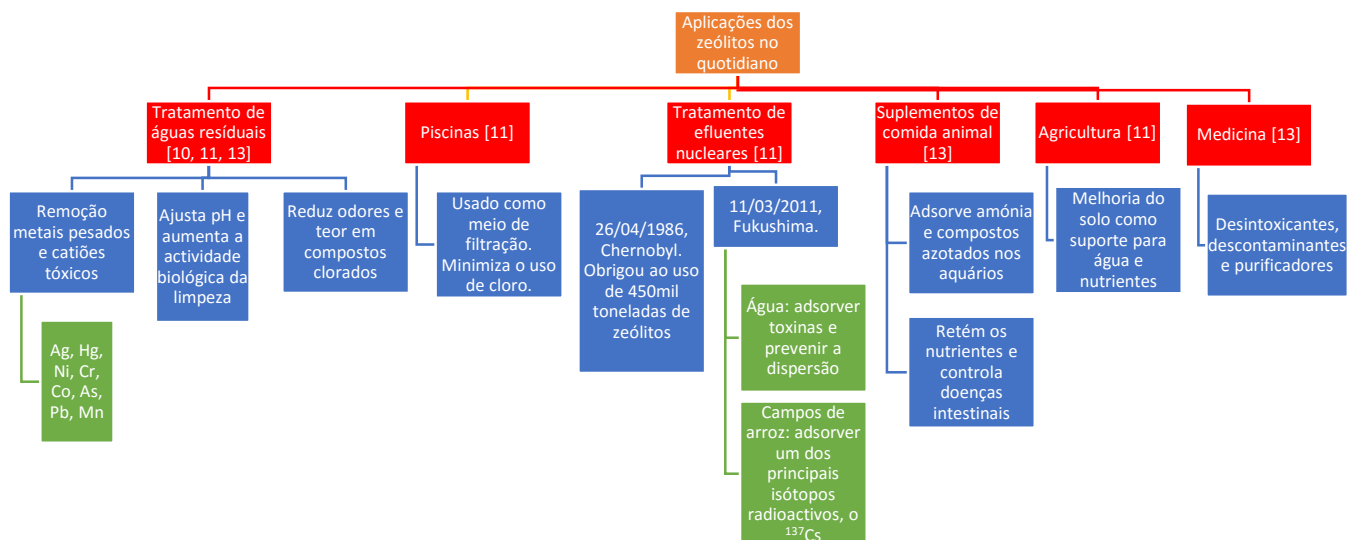 Aplicações dos
zeólitos no
quotidiano
Tratamento de
águas resíduais
[10, 11, 13]
Piscinas [11]
Tratamento de
efluentes
nucleares [11]
Suplementos de
comida animal
[13]
Agricultura [11]
Medicina [13]
Remoção
metais pesados
e catiões
tóxicos
Ajusta pH e
aumenta a
actividade
biológica da
limpeza
Reduz odores e
teor em
compostos
clorados
Usado como
meio de
filtração.
Minimiza o uso
de cloro.
26/04/1986,
Chernobyl.
Obrigou ao uso
de 450mil
toneladas de
zeólitos
11/03/2011,
Fukushima.
Adsorve amónia
e compostos
azotados nos
aquários
Melhoria do
solo como
suporte para
água e
nutrientes
Desintoxicantes,
descontaminantes
e purificadores
Ag, Hg,
Ni, Cr,
Co, As,
Pb, Mn
Água: adsorver
toxinas e
prevenir a
dispersão
Retém os
nutrientes e
controla
doenças
intestinais
Campos de
arroz: adsorver
um dos
principais
isótopos
radioactivos, o
¹³⁷Cs